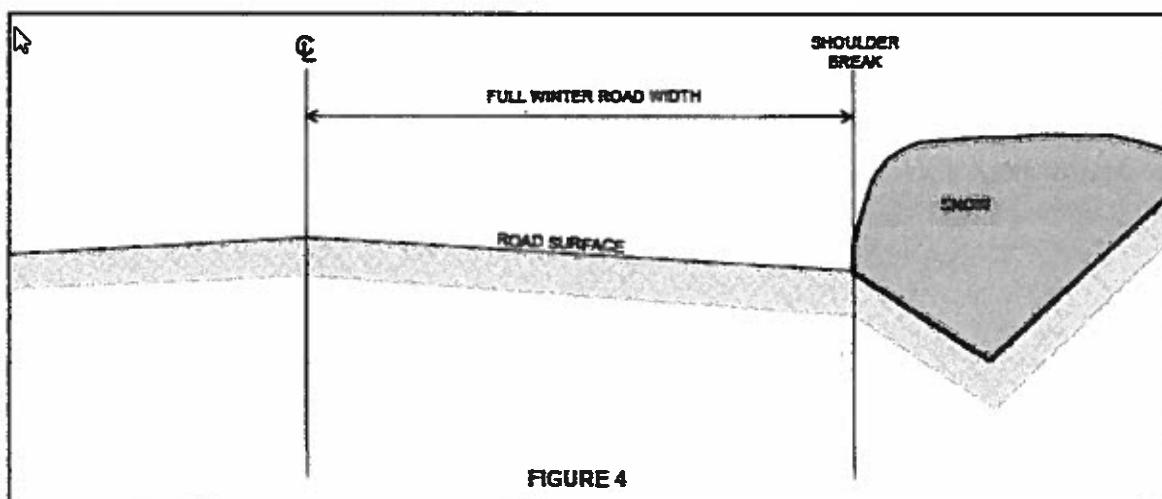 ℄
SHOULDER
BREAK
FULL WINTER ROAD WIDTH
SNOW
ROAD SURFACE
FIGURE 4